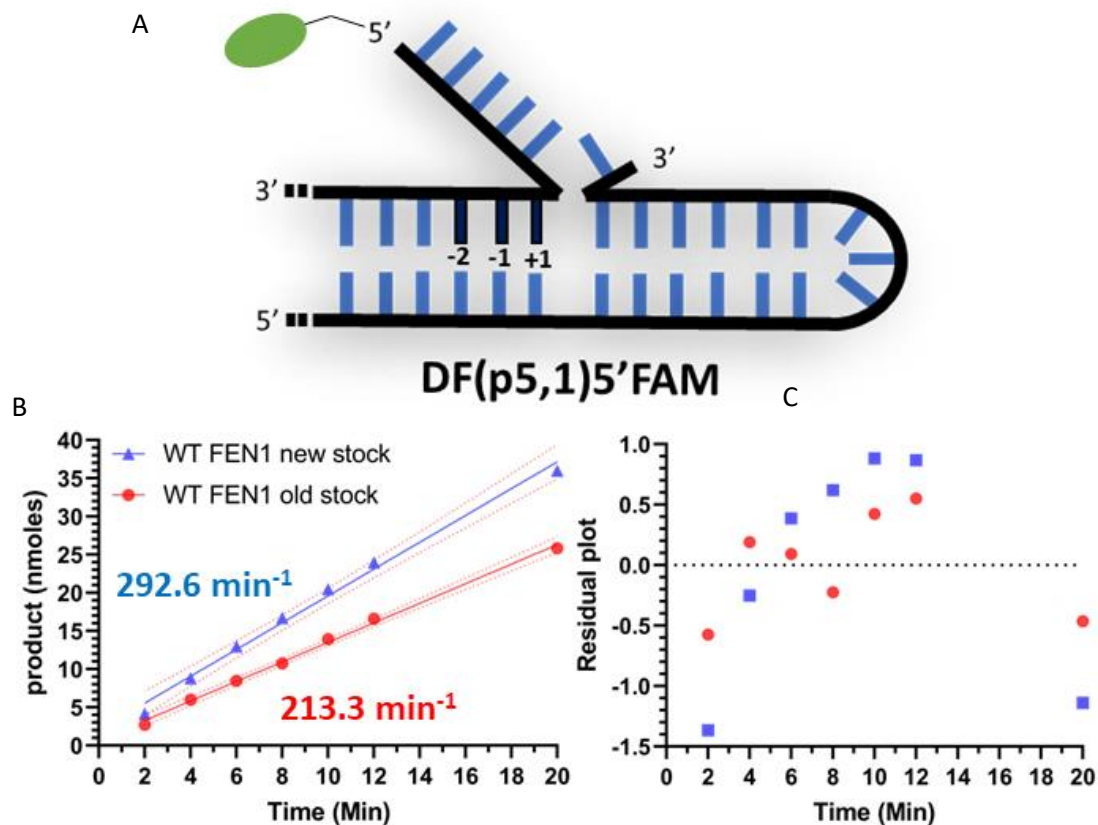 A
5’
3’
3’
-2 -1 +1
5’
DF(p5,1)5’FAM
B
C
WT FEN1 new stock
WT FEN1 old stock
292.6 min-1
213.3 min-1
product (nmoles)
40
35
30
25
20
15
10
5
0
0 2 4 6 8 10 12 14 16 18 20
Time (Min)
Residual plot
1.0
0.5
0.0
-0.5
-1.0
-1.5
0 2 4 6 8 10 12 14 16 18 20
Time (Min)